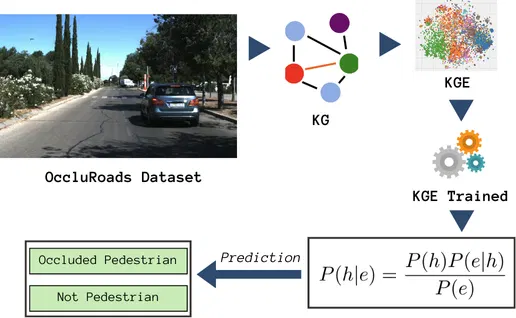 KGE
KG
OccluRoads Dataset
KGE Trained
Occluded Pedestrian
Prediction
P(h|e) = P(h)P(e|h) / P(e)
Not Pedestrian